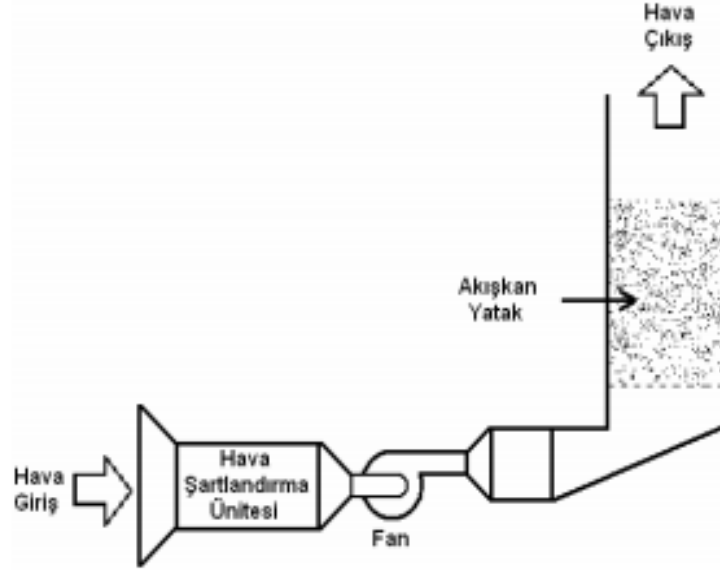 Hava
Çıkış
Akışkan
Yatak
Hava
Giriş
Hava
Şartlandırma
Ünitesi
Fan